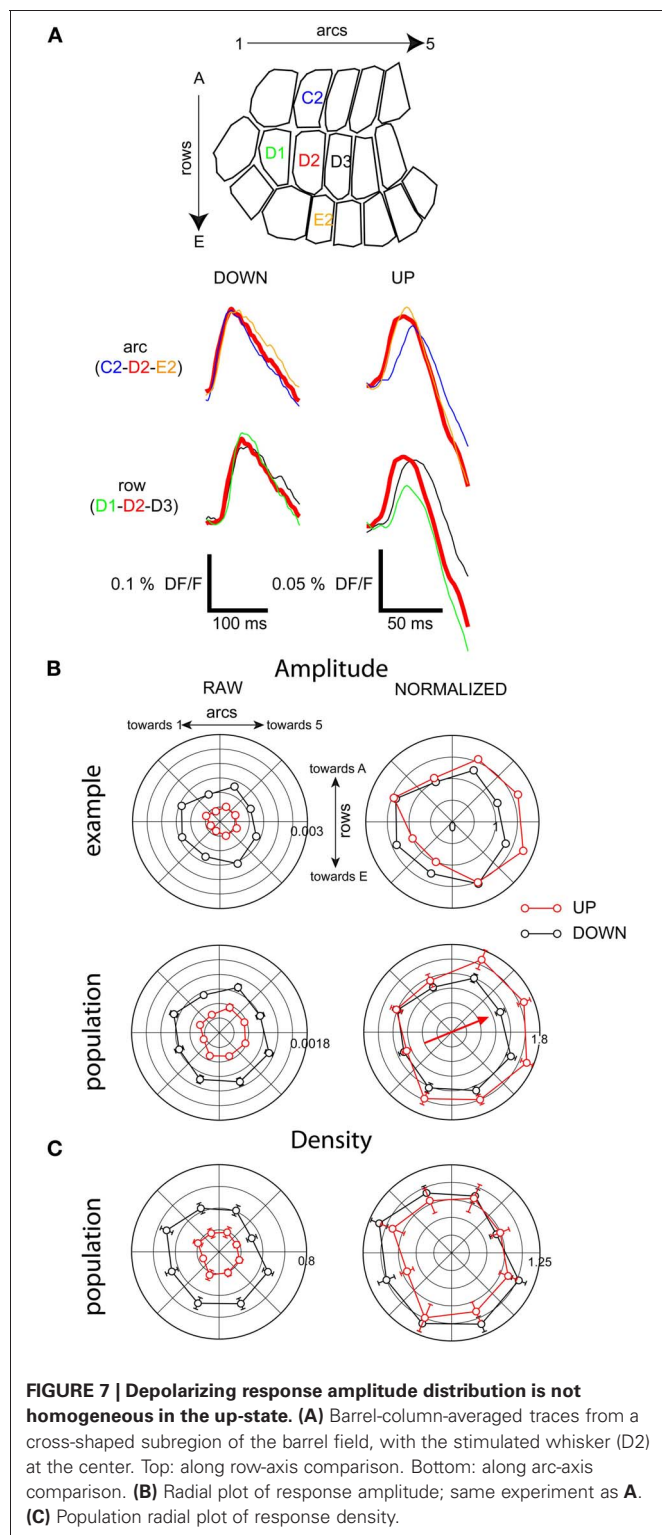 A
arcs
1 5
A
rows
E
C2
D1 D2 D3
E2
DOWN UP
arc
(C2-D2-E2)
row
(D1-D2-D3)
0.1 % DF/F 0.05 % DF/F
100 ms 50 ms
B Amplitude
RAW NORMALIZED
arcs
towards 1 towards 5
example
0.003
towards A
rows
towards E
0 1
UP
DOWN
population
0.0018
1.8
C Density
population
0.8
1.25
FIGURE 7 | Depolarizing response amplitude distribution is not
homogeneous in the up-state. (A) Barrel-column-averaged traces from a
cross-shaped subregion of the barrel field, with the stimulated whisker (D2)
at the center. Top: along row-axis comparison. Bottom: along arc-axis
comparison. (B) Radial plot of response amplitude; same experiment as A.
(C) Population radial plot of response density.